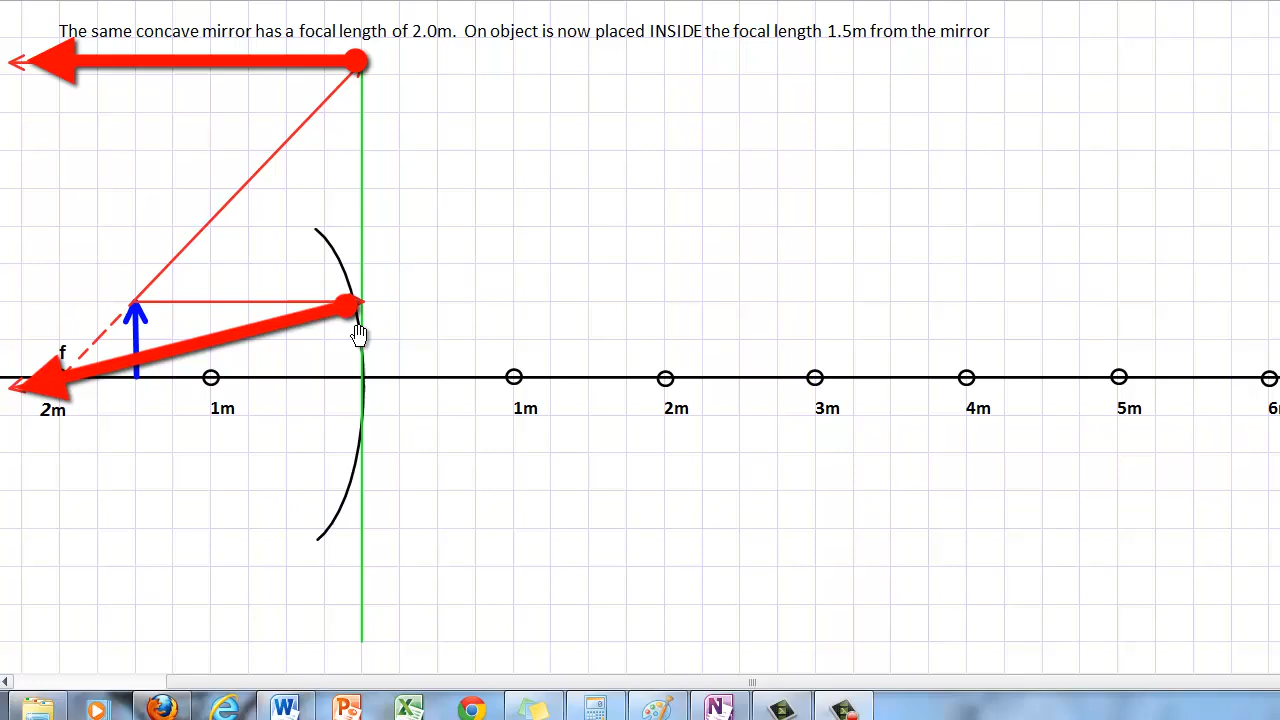 The same concave mirror has a focal length of 2.0m. On object is now placed INSIDE the focal length 1.5m from the mirror
f
2m 1m 1m 2m 3m 4m 5m 6